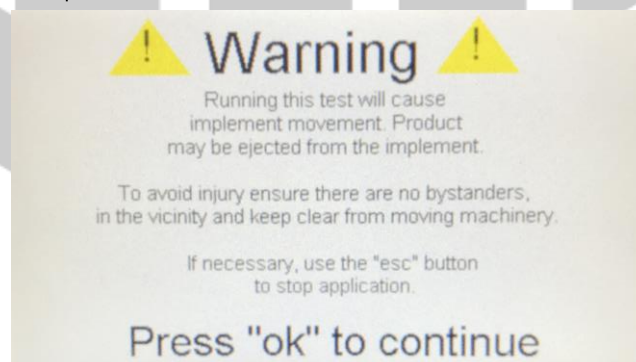 Warning
Running this test will cause
implement movement. Product
may be ejected from the implement.
To avoid injury ensure there are no bystanders,
in the vicinity and keep clear from moving machinery.
If necessary, use the "esc" button
to stop application.
Press "ok" to continue